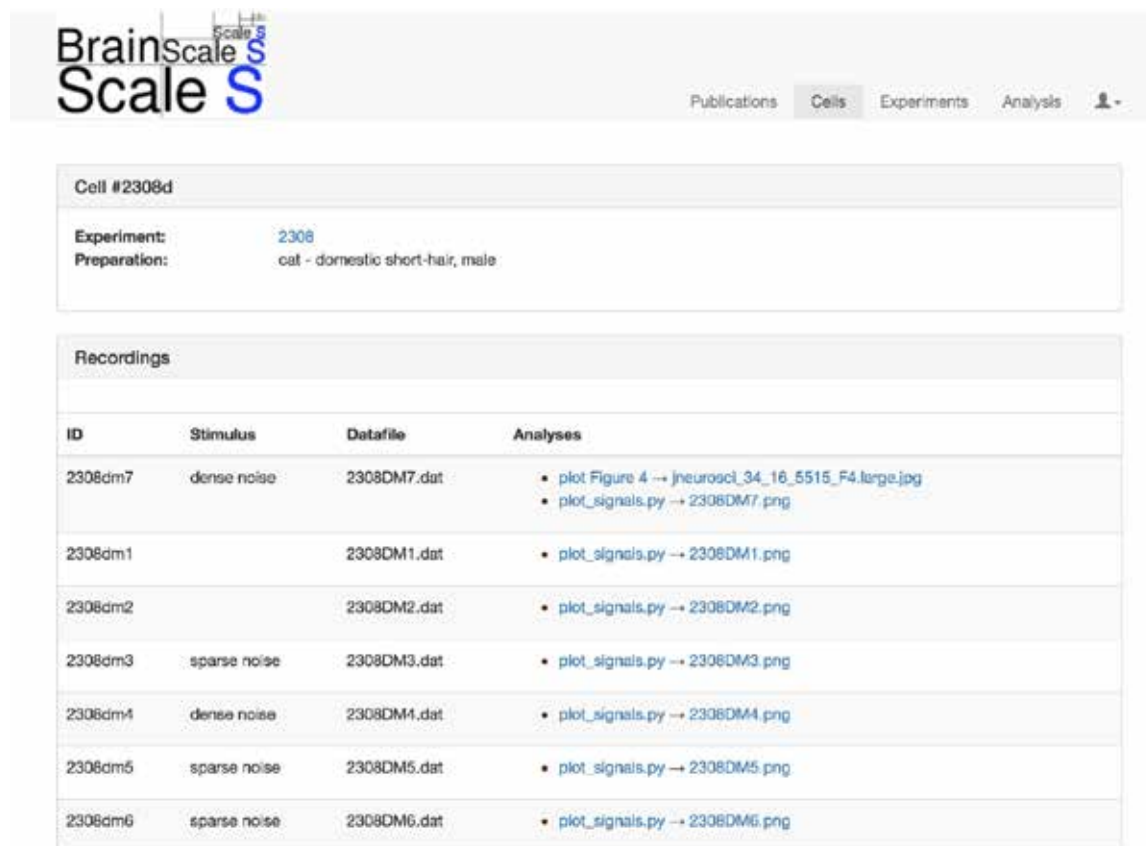 Scale S
BrainScale S
Scale S
Publications Cells Experiments Analysis
Cell #2308d
Experiment: 2308
Preparation: cat - domestic short-hair, male
Recordings
ID Stimulus Datafile Analyses
2308dm7 dense noise 2308DM7.dat • plot Figure 4 → jneurosci_34_16_5515_F4.large.jpg
• plot_signals.py → 2308DM7.png
2308dm1 2308DM1.dat • plot_signals.py → 2308DM1.png
2308dm2 2308DM2.dat • plot_signals.py → 2308DM2.png
2308dm3 sparse noise 2308DM3.dat • plot_signals.py → 2308DM3.png
2308dm4 dense noise 2308DM4.dat • plot_signals.py → 2308DM4.png
2308dm5 sparse noise 2308DM5.dat • plot_signals.py → 2308DM5.png
2308dm6 sparse noise 2308DM6.dat • plot_signals.py → 2308DM6.png